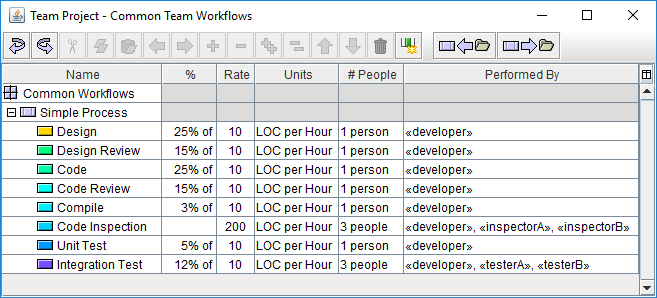 Team Project - Common Team Workflows
Name % Rate Units # People Performed By
Common Workflows
Simple Process
Design 25% of 10 LOC per Hour 1 person «developer»
Design Review 15% of 10 LOC per Hour 1 person «developer»
Code 25% of 10 LOC per Hour 1 person «developer»
Code Review 15% of 10 LOC per Hour 1 person «developer»
Compile 3% of 10 LOC per Hour 1 person «developer»
Code Inspection 200 LOC per Hour 3 people «developer», «inspectorA», «inspectorB»
Unit Test 5% of 10 LOC per Hour 1 person «developer»
Integration Test 12% of 10 LOC per Hour 3 people «developer», «testerA», «testerB»